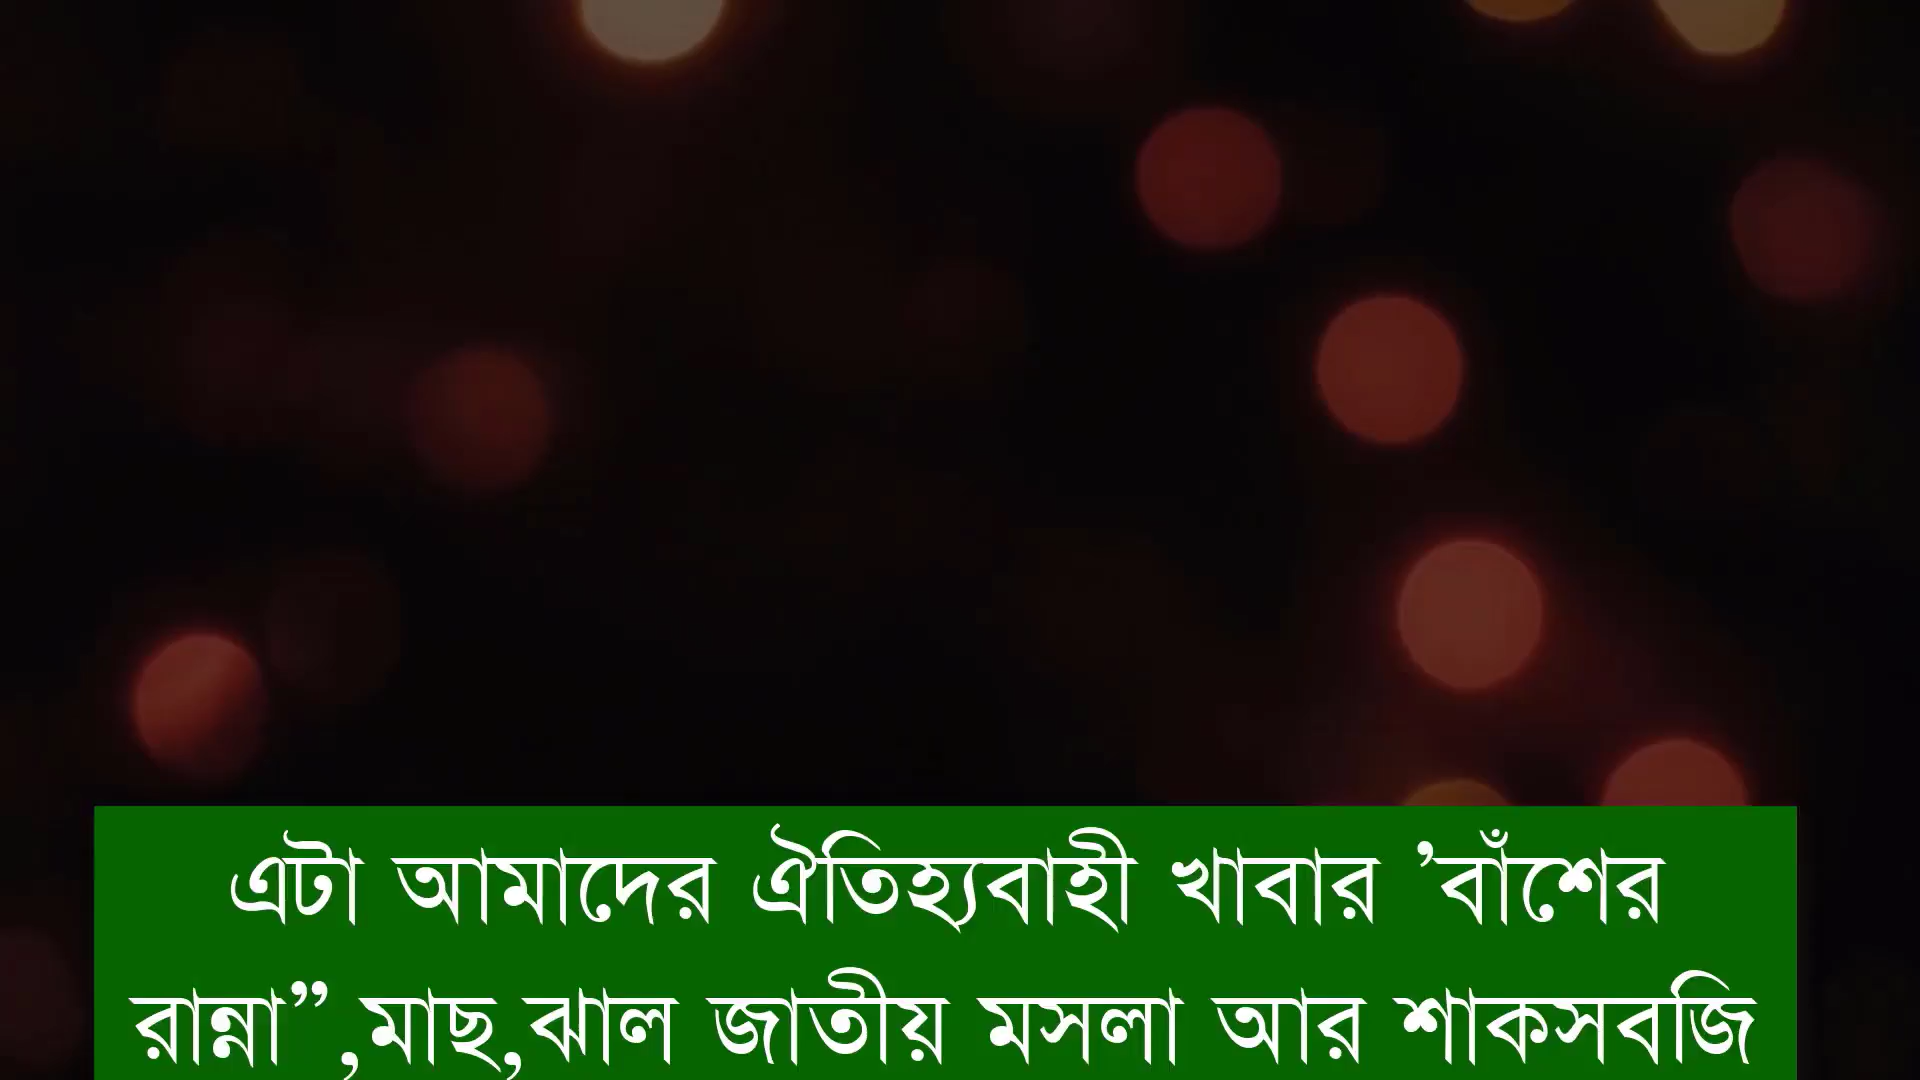 এটা আমাদের ঐতিহ্যবাহী খাবার ’বাঁশের
রান্না”,মাছ,ঝাল জাতীয় মসলা আর শাকসবজি